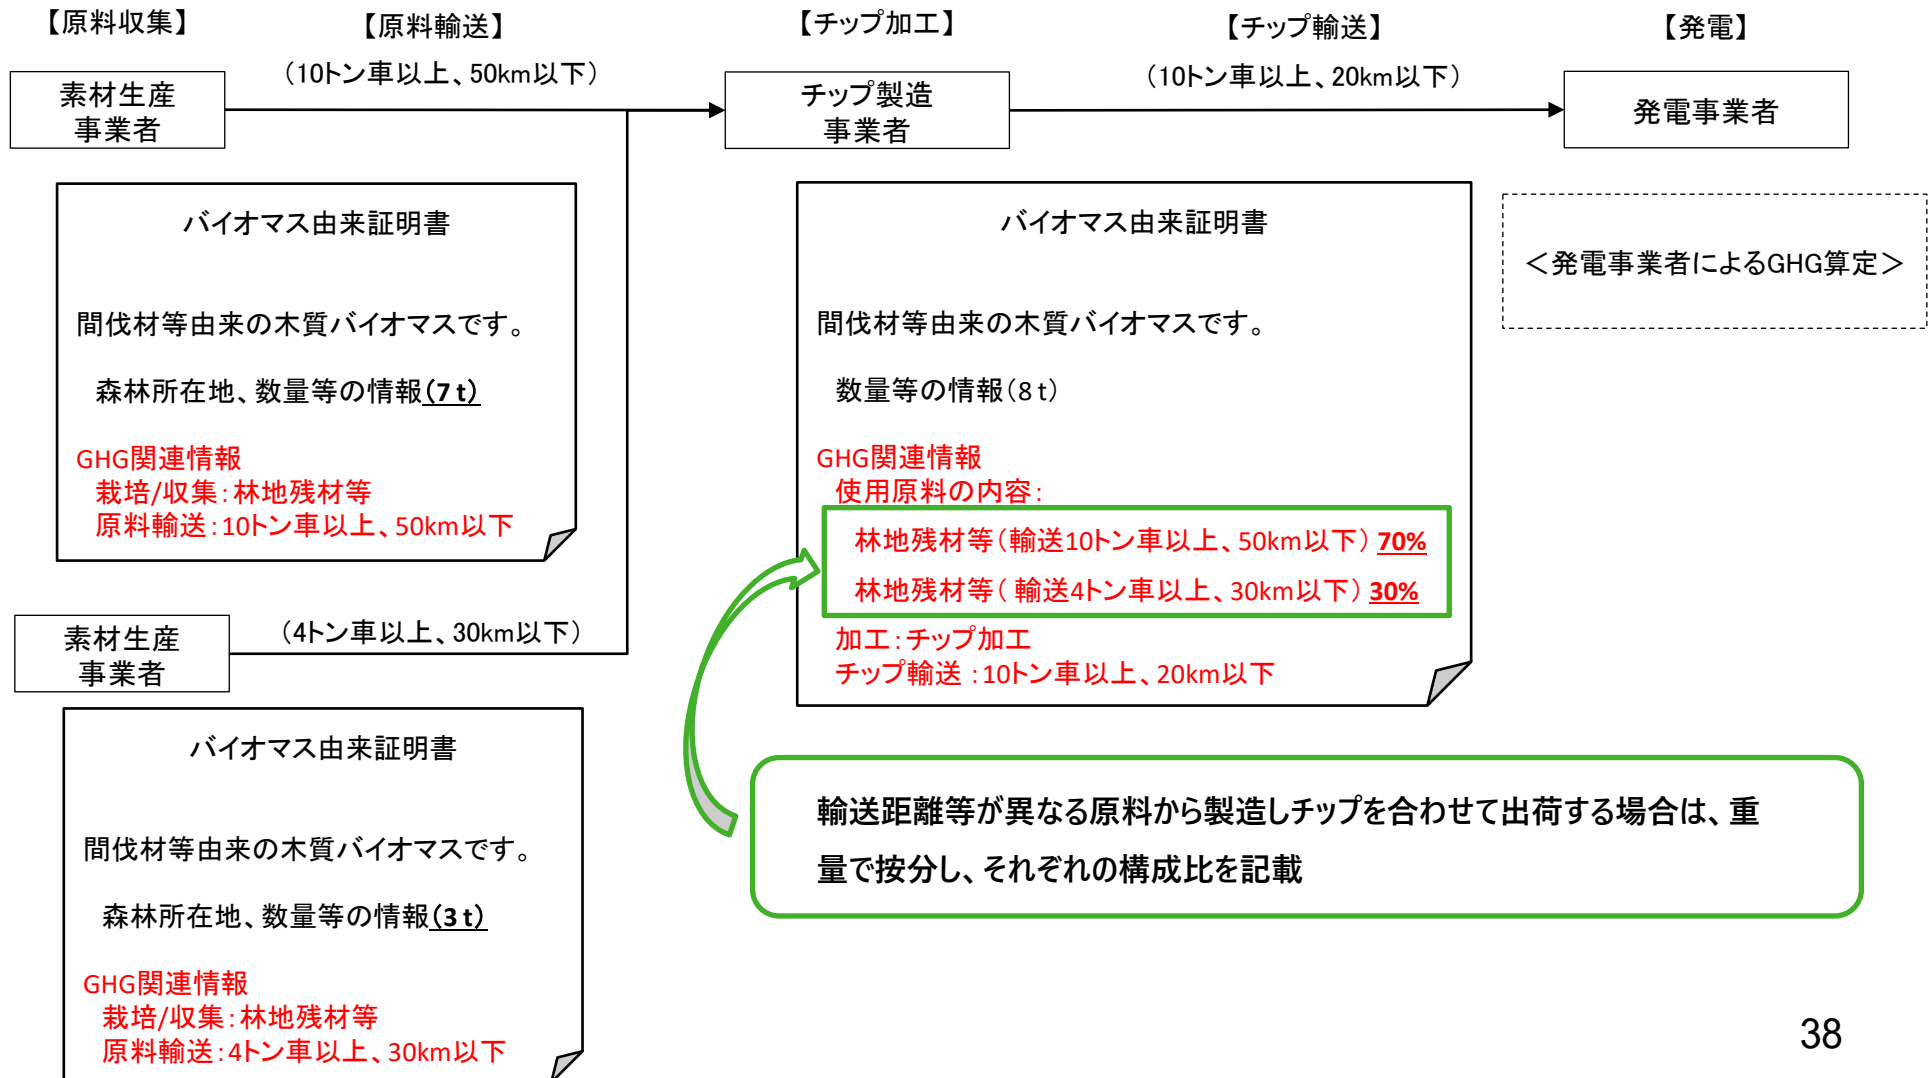 【原料収集】
【原料輸送】
【チップ加工】
【チップ輸送】
【発電】
（10トン車以上、50km以下）
（10トン車以上、20km以下）
素材生産
事業者
チップ製造
事業者
発電事業者
バイオマス由来証明書
間伐材等由来の木質バイオマスです。
森林所在地、数量等の情報（7 t）
GHG関連情報
栽培/収集：林地残材等
原料輸送：10トン車以上、50km以下
バイオマス由来証明書
間伐材等由来の木質バイオマスです。
数量等の情報（8 t）
GHG関連情報
使用原料の内容：
林地残材等（輸送10トン車以上、50km以下） 70%
林地残材等（ 輸送4トン車以上、30km以下） 30%
加工：チップ加工
チップ輸送 ：10トン車以上、20km以下
＜発電事業者によるGHG算定＞
素材生産
事業者
（4トン車以上、30km以下）
バイオマス由来証明書
間伐材等由来の木質バイオマスです。
森林所在地、数量等の情報（3 t）
GHG関連情報
栽培/収集：林地残材等
原料輸送：4トン車以上、30km以下
輸送距離等が異なる原料から製造しチップを合わせて出荷する場合は、重
量で按分し、それぞれの構成比を記載
38